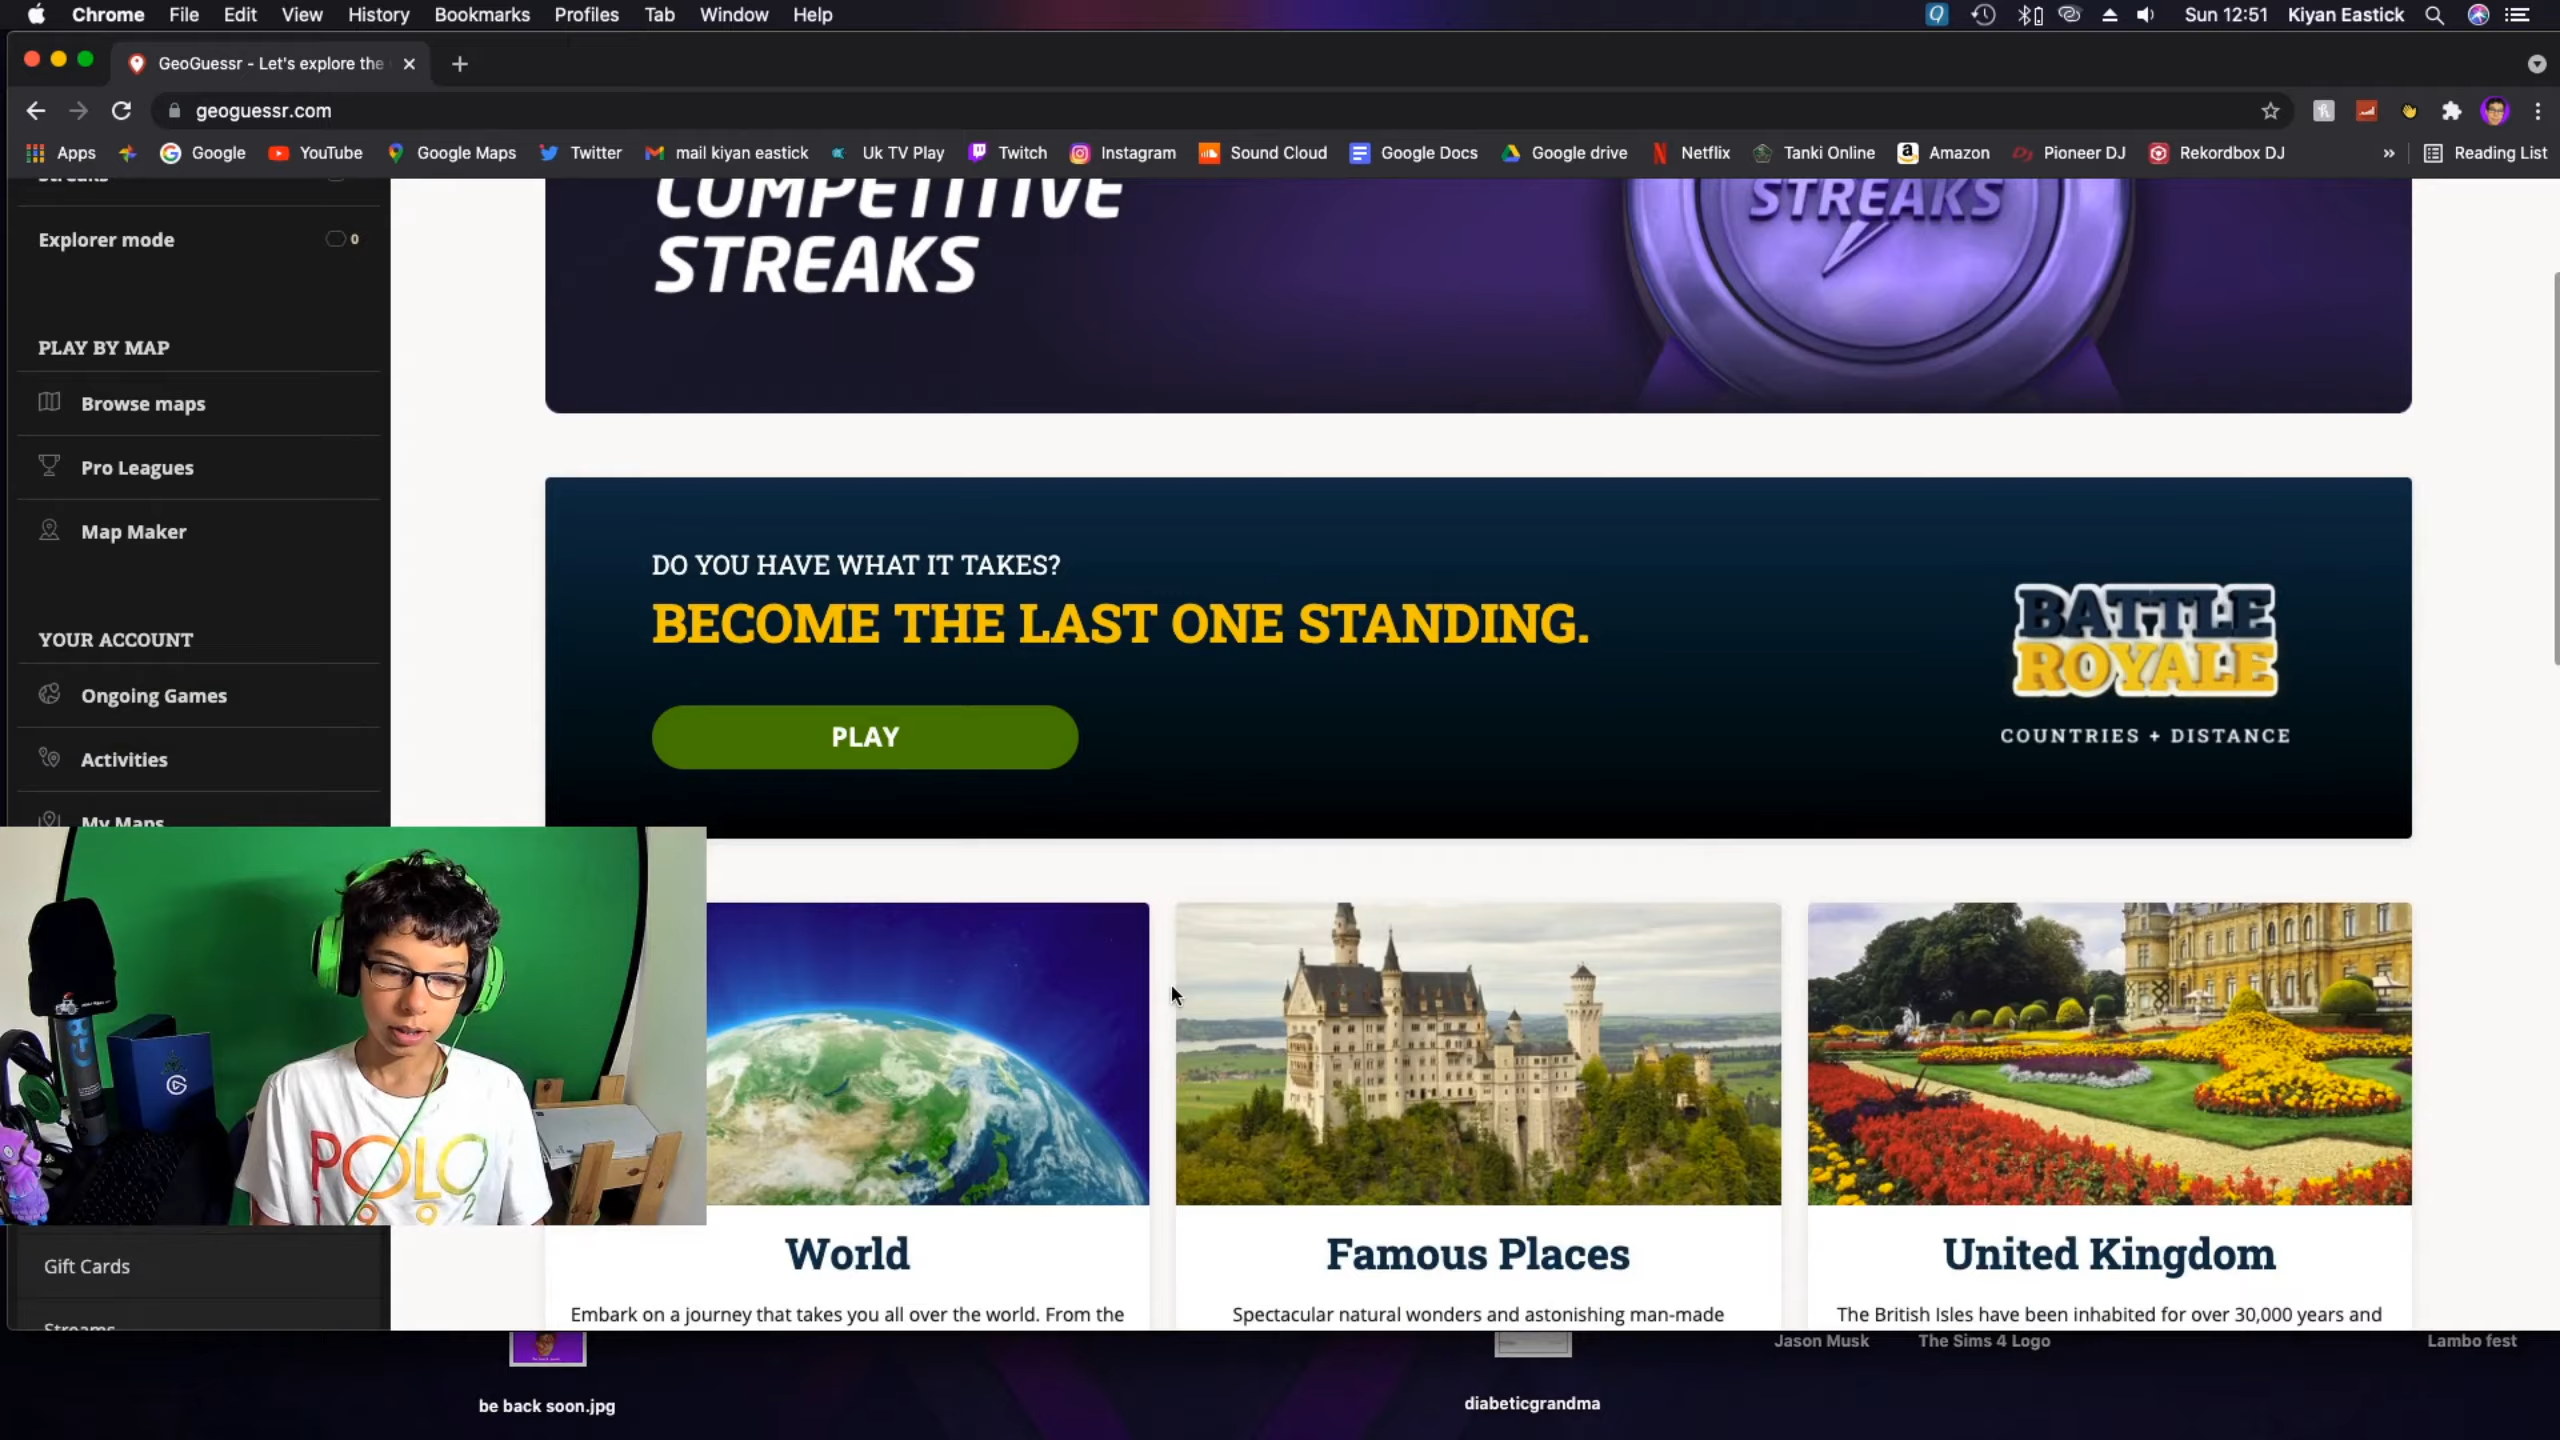 Chrome File Edit View History Bookmarks Profiles Tab Window Help Sun 12:51 Kiyan Eastick
GeoGuessr - Let's explore the
geoguessr.com
Apps Google YouTube Google Maps Twitter mail kiyan eastick Uk TV Play Twitch Instagram Sound Cloud Google Docs Google drive Netflix Tanki Online Amazon Pioneer DJ Rekordbox DJ » Reading List
Streaks
Explorer mode 0
PLAY BY MAP
Browse maps
Pro Leagues
Map Maker
YOUR ACCOUNT
Ongoing Games
Activities
My Maps
Gift Cards
Streams
COMPETITIVE
STREAKS
STREAKS
DO YOU HAVE WHAT IT TAKES?
BECOME THE LAST ONE STANDING.
PLAY
BATTLE
ROYALE
COUNTRIES + DISTANCE
POLO
1992
World
Embark on a journey that takes you all over the world. From the
Famous Places
Spectacular natural wonders and astonishing man-made
United Kingdom
The British Isles have been inhabited for over 30,000 years and
be back soon.jpg
diabeticgrandma
Jason Musk
The Sims 4 Logo
Lambo fest